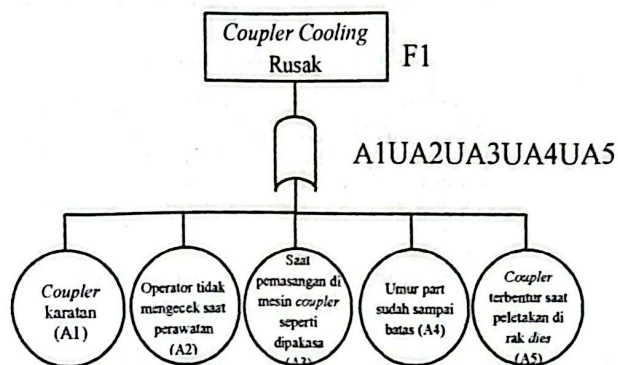 Coupler Cooling
Rusak
F1
A1UA2UA3UA4UA5
Coupler
karatan
(A1)
Operator tidak
mengecek saat
perawatan
(A2)
Saat
pemasangan di
mesin coupler
seperti
dipakasa
(A3)
Umur part
sudah sampai
batas (A4)
Coupler
terbentur saat
peletakan di
rak dies
(A5)